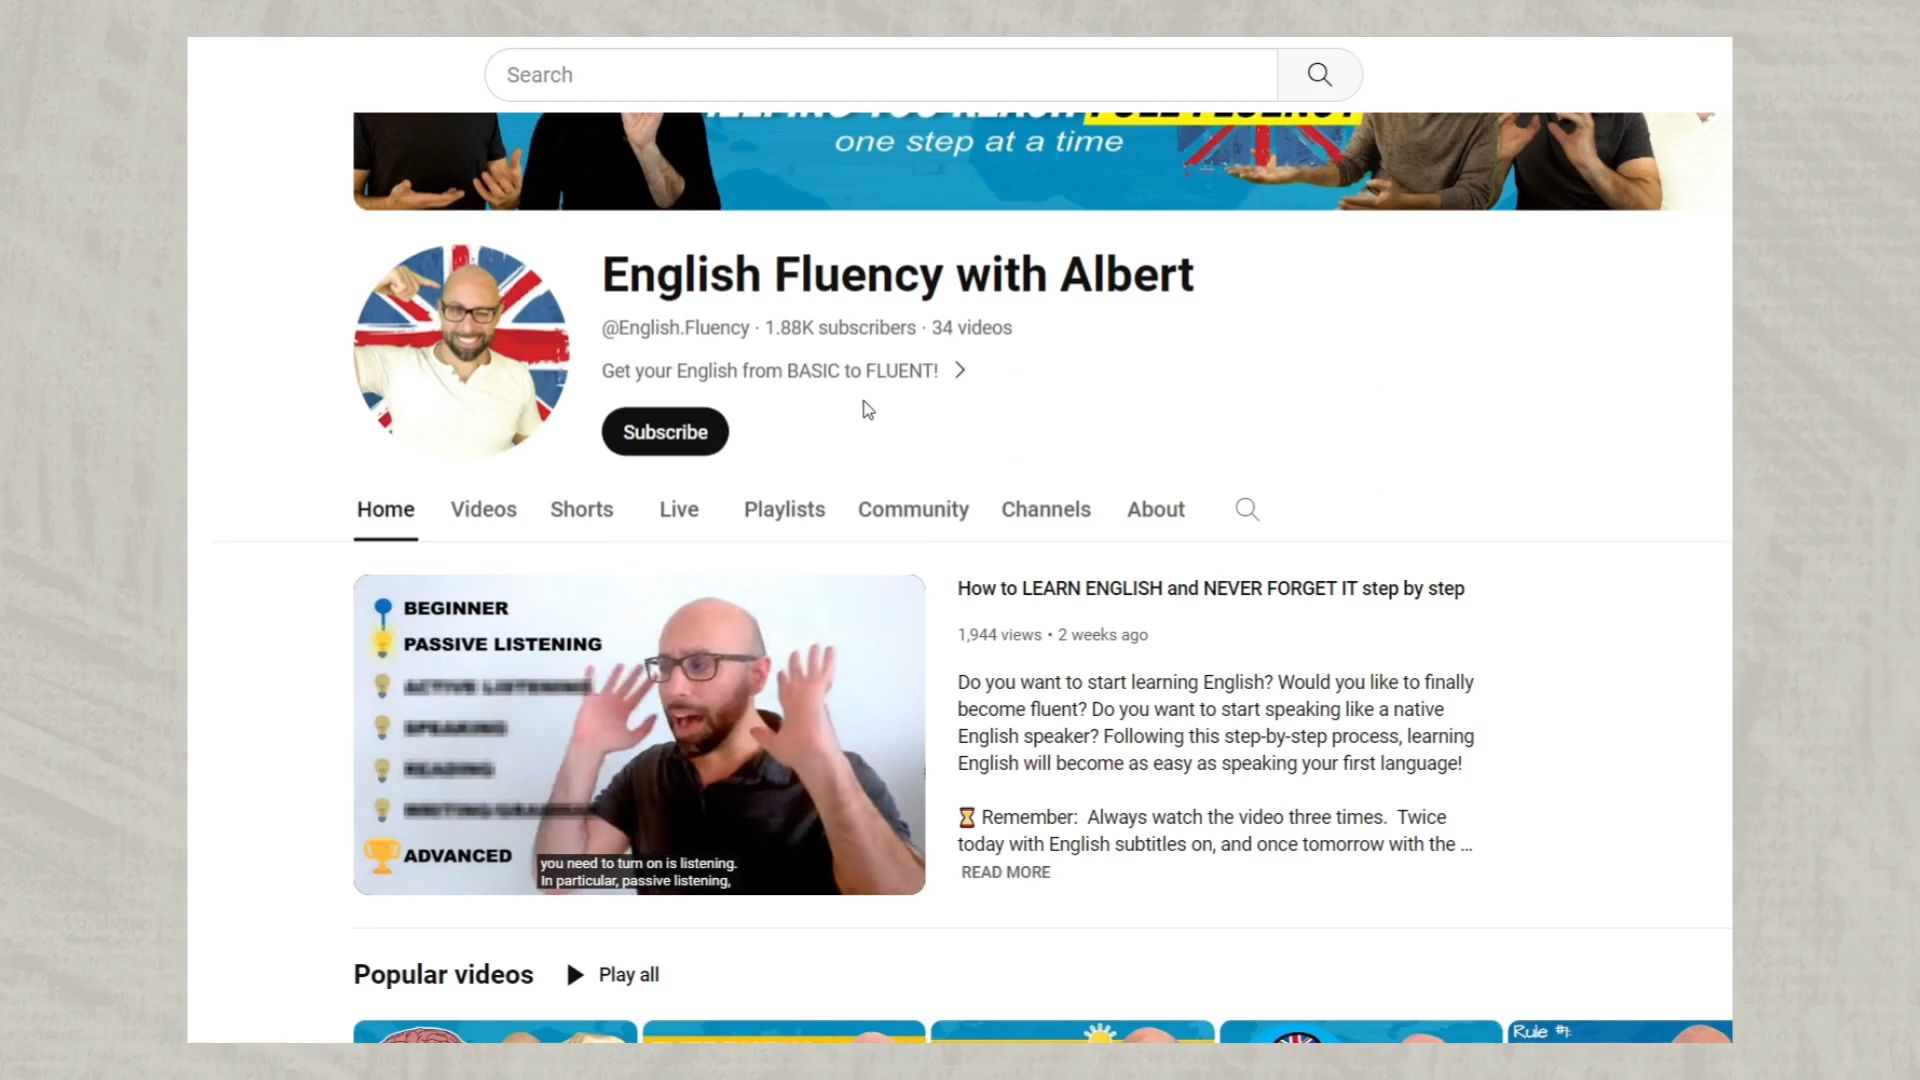 Search
one step at a time
English Fluency with Albert
@English.Fluency · 1.88K subscribers · 34 videos
Get your English from BASIC to FLUENT!
Subscribe
Home Videos Shorts Live Playlists Community Channels About
BEGINNER
PASSIVE LISTENING
ADVANCED
you need to turn on is listening.
In particular, passive listening,
How to LEARN ENGLISH and NEVER FORGET IT step by step
1,944 views • 2 weeks ago
Do you want to start learning English? Would you like to finally
become fluent? Do you want to start speaking like a native
English speaker? Following this step-by-step process, learning
English will become as easy as speaking your first language!
⏳ Remember: Always watch the video three times. Twice
today with English subtitles on, and once tomorrow with the ...
READ MORE
Popular videos Play all
Rule #1: